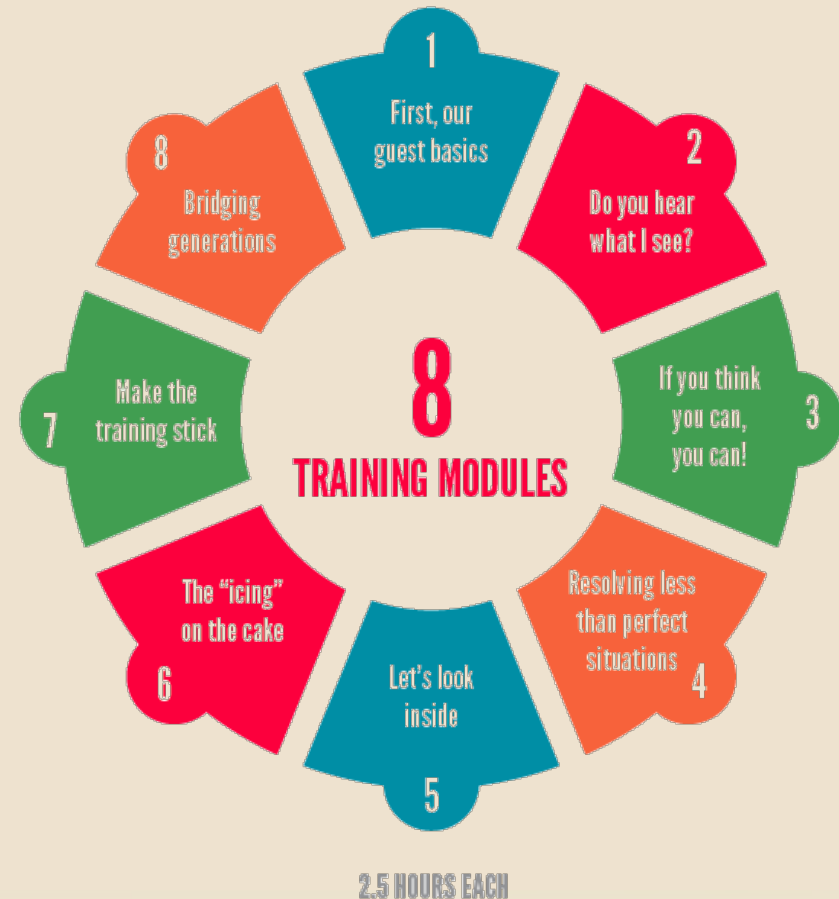 1
First, our
guest basics
2
Do you hear
what I see?
3
If you think
you can,
you can!
4
Resolving less
than perfect
situations
5
Let's look
inside
6
The “icing”
on the cake
7
Make the
training stick
8
Bridging
generations
8
TRAINING MODULES
2.5 HOURS EACH